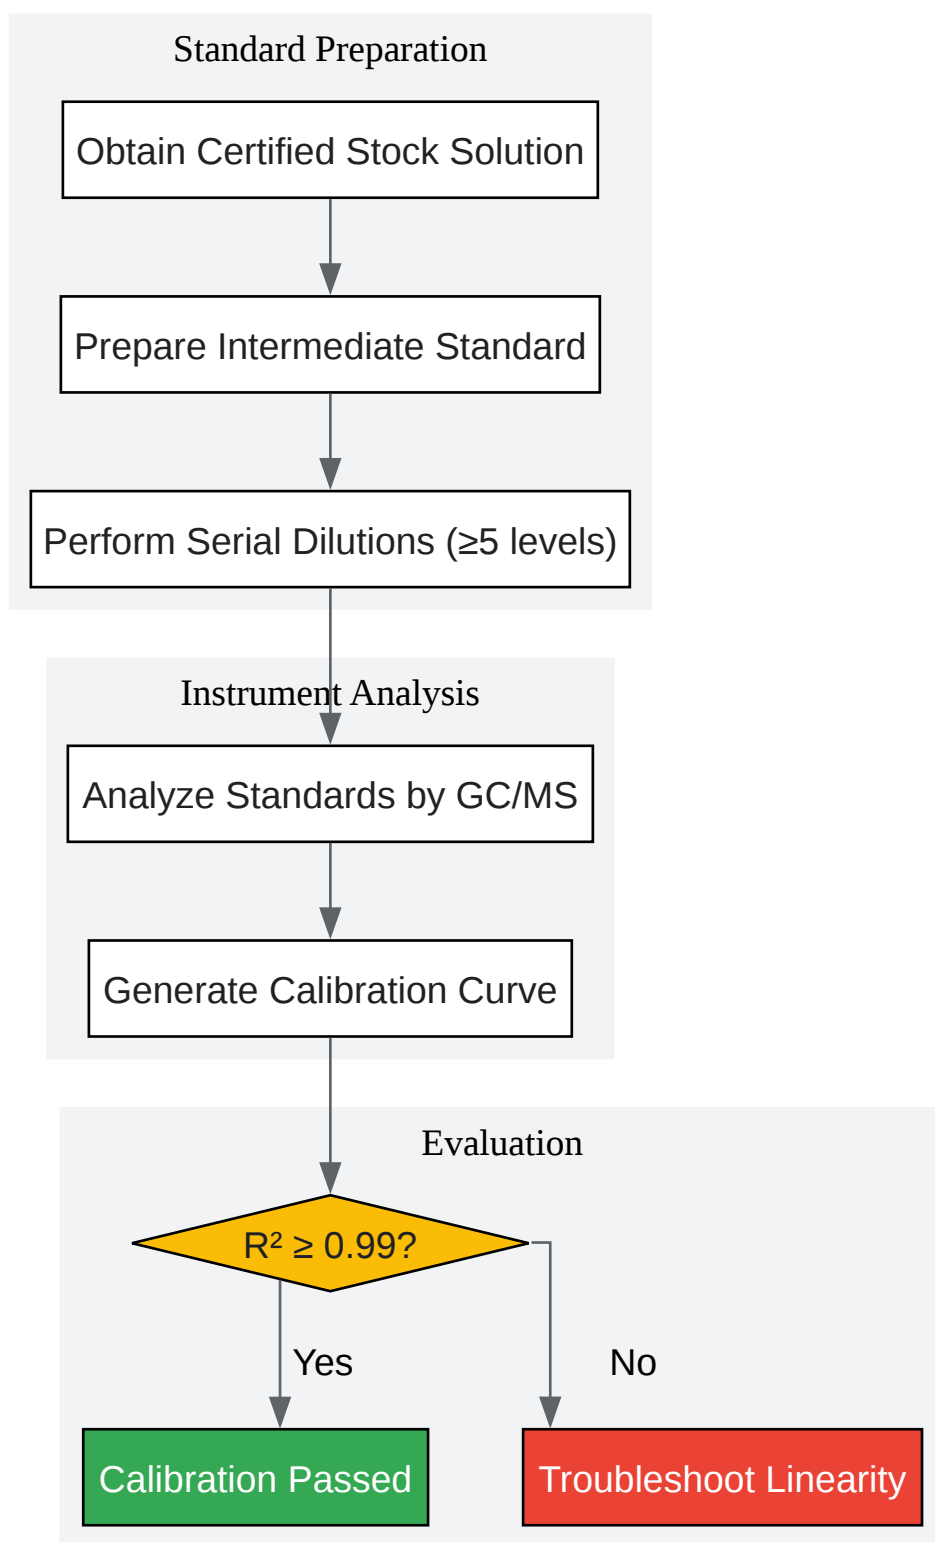 Standard Preparation
Obtain Certified Stock Solution
Prepare Intermediate Standard
Perform Serial Dilutions (≥5 levels)
Instrument Analysis
Analyze Standards by GC/MS
Generate Calibration Curve
Evaluation
R² ≥ 0.99?
Yes
No
Calibration Passed
Troubleshoot Linearity